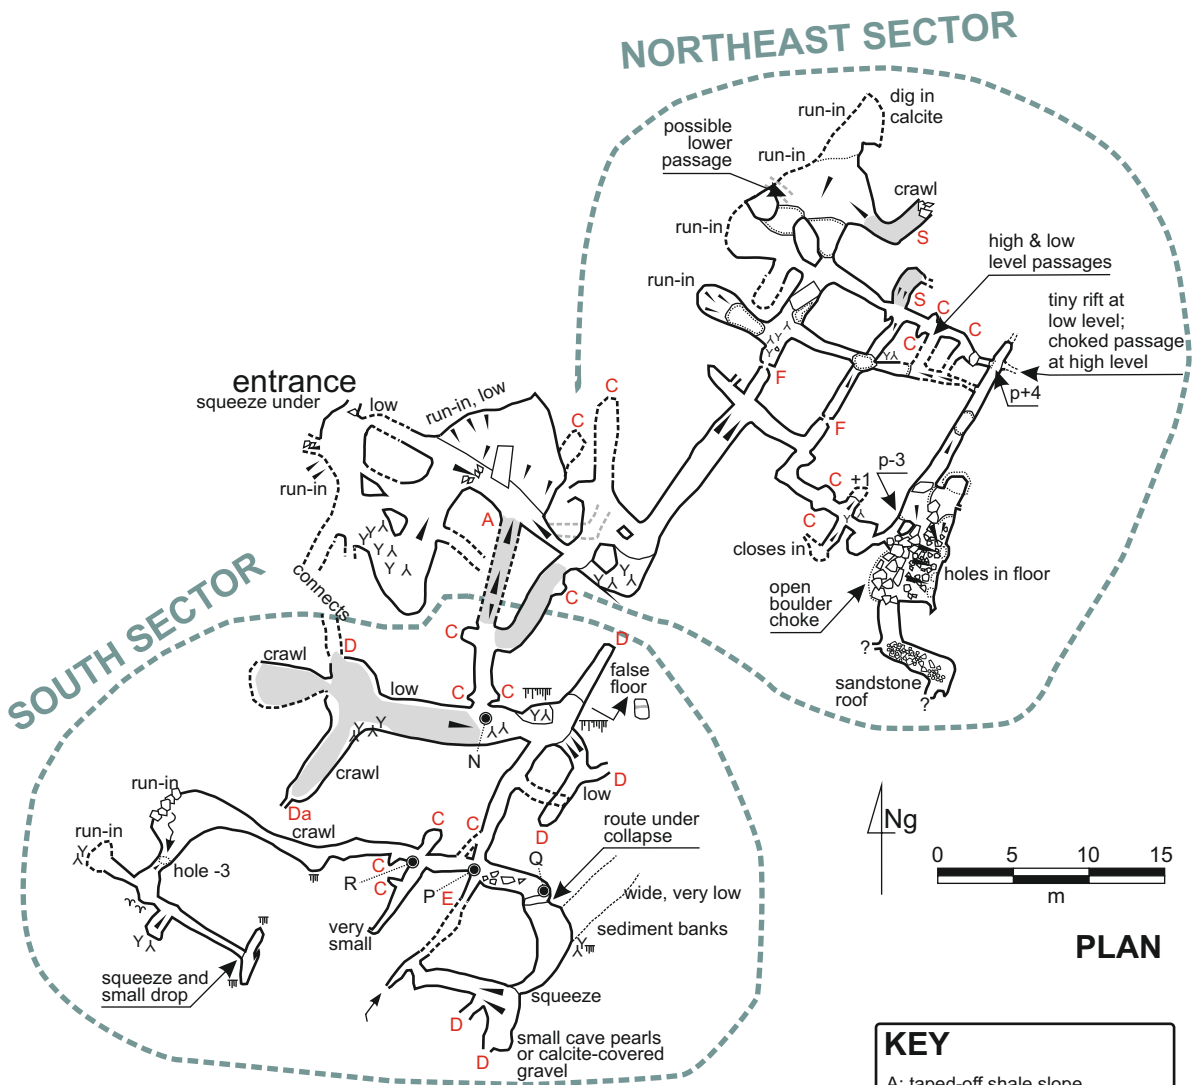 NORTHEAST SECTOR
run-in
dig in
calcite
possible
lower
passage
run-in
crawl
run-in
S
high & low
level passages
run-in
S
C
C
C
tiny rift at
low level;
choked passage
at high level
p+4
F
F
entrance
squeeze under
low
run-in, low
C
C
run-in
A
C
+1
p-3
C
closes in
holes in floor
open
boulder
choke
?
sandstone
roof
?
connects
C
SOUTH SECTOR
C
D
D
crawl
low
C
C
false
floor
N
crawl
Da
D
low
D
run-in
run-in
crawl
C
C
route under
collapse
Q
hole -3
C
R
C
P
E
wide, very low
very
small
sediment banks
squeeze and
small drop
squeeze
D
D
small cave pearls
or calcite-covered
gravel
Ng
0 5 10 15
m
PLAN
KEY
A: taped-off shale slope